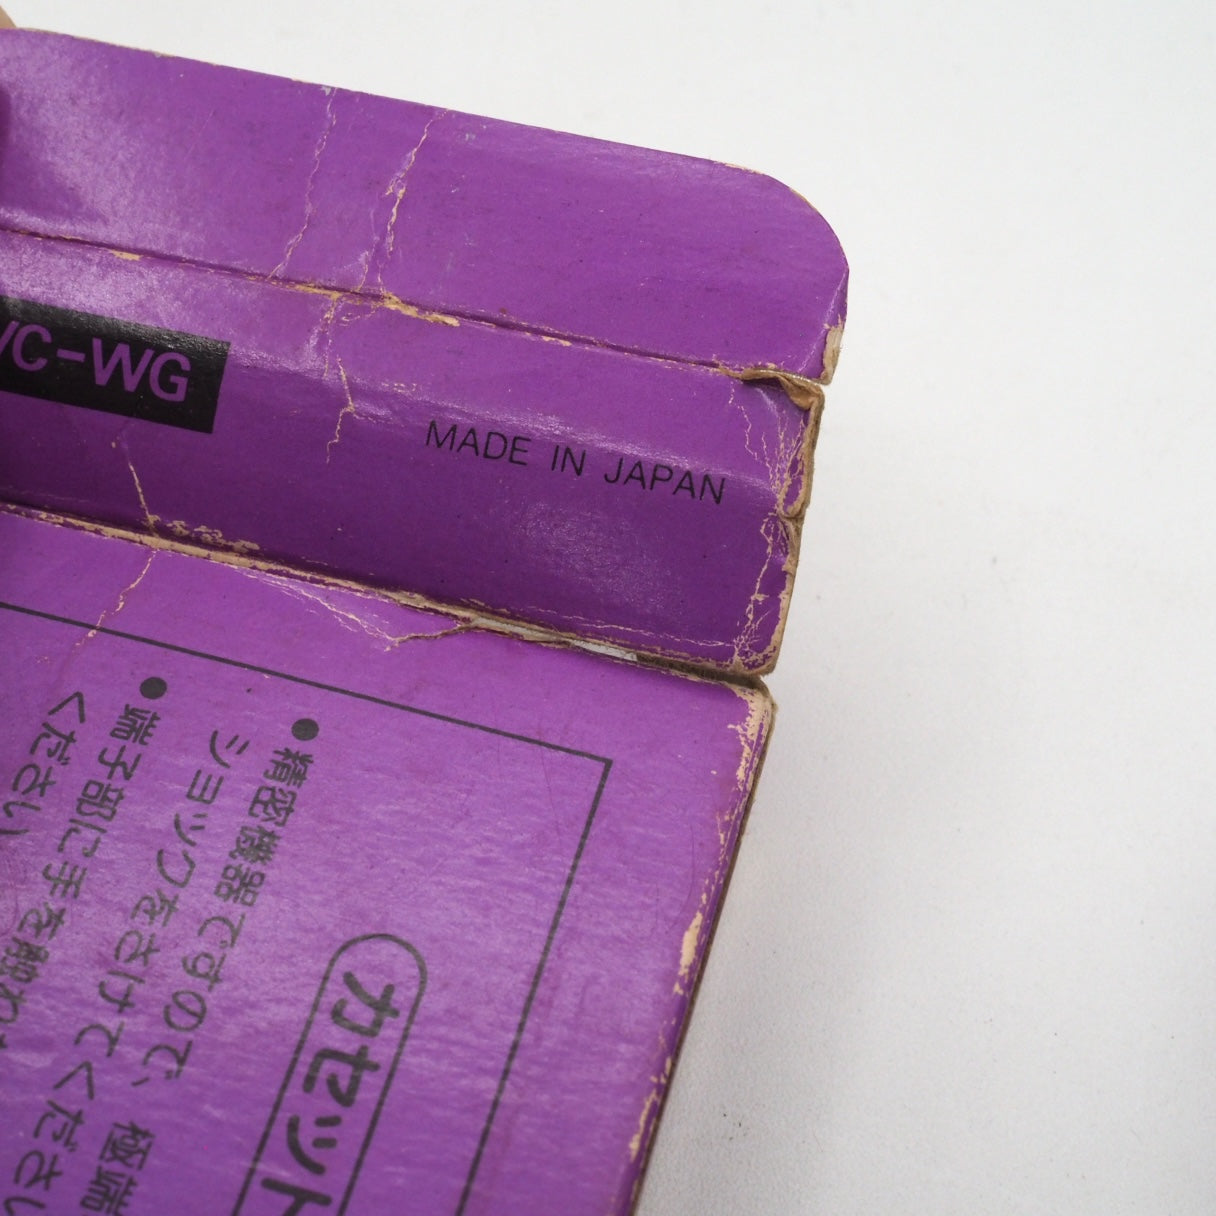 VC-WG
MADE IN JAPAN
カセット
●精密機器ですので、極端
ショックをさけてください
●端子部に手を触
ください